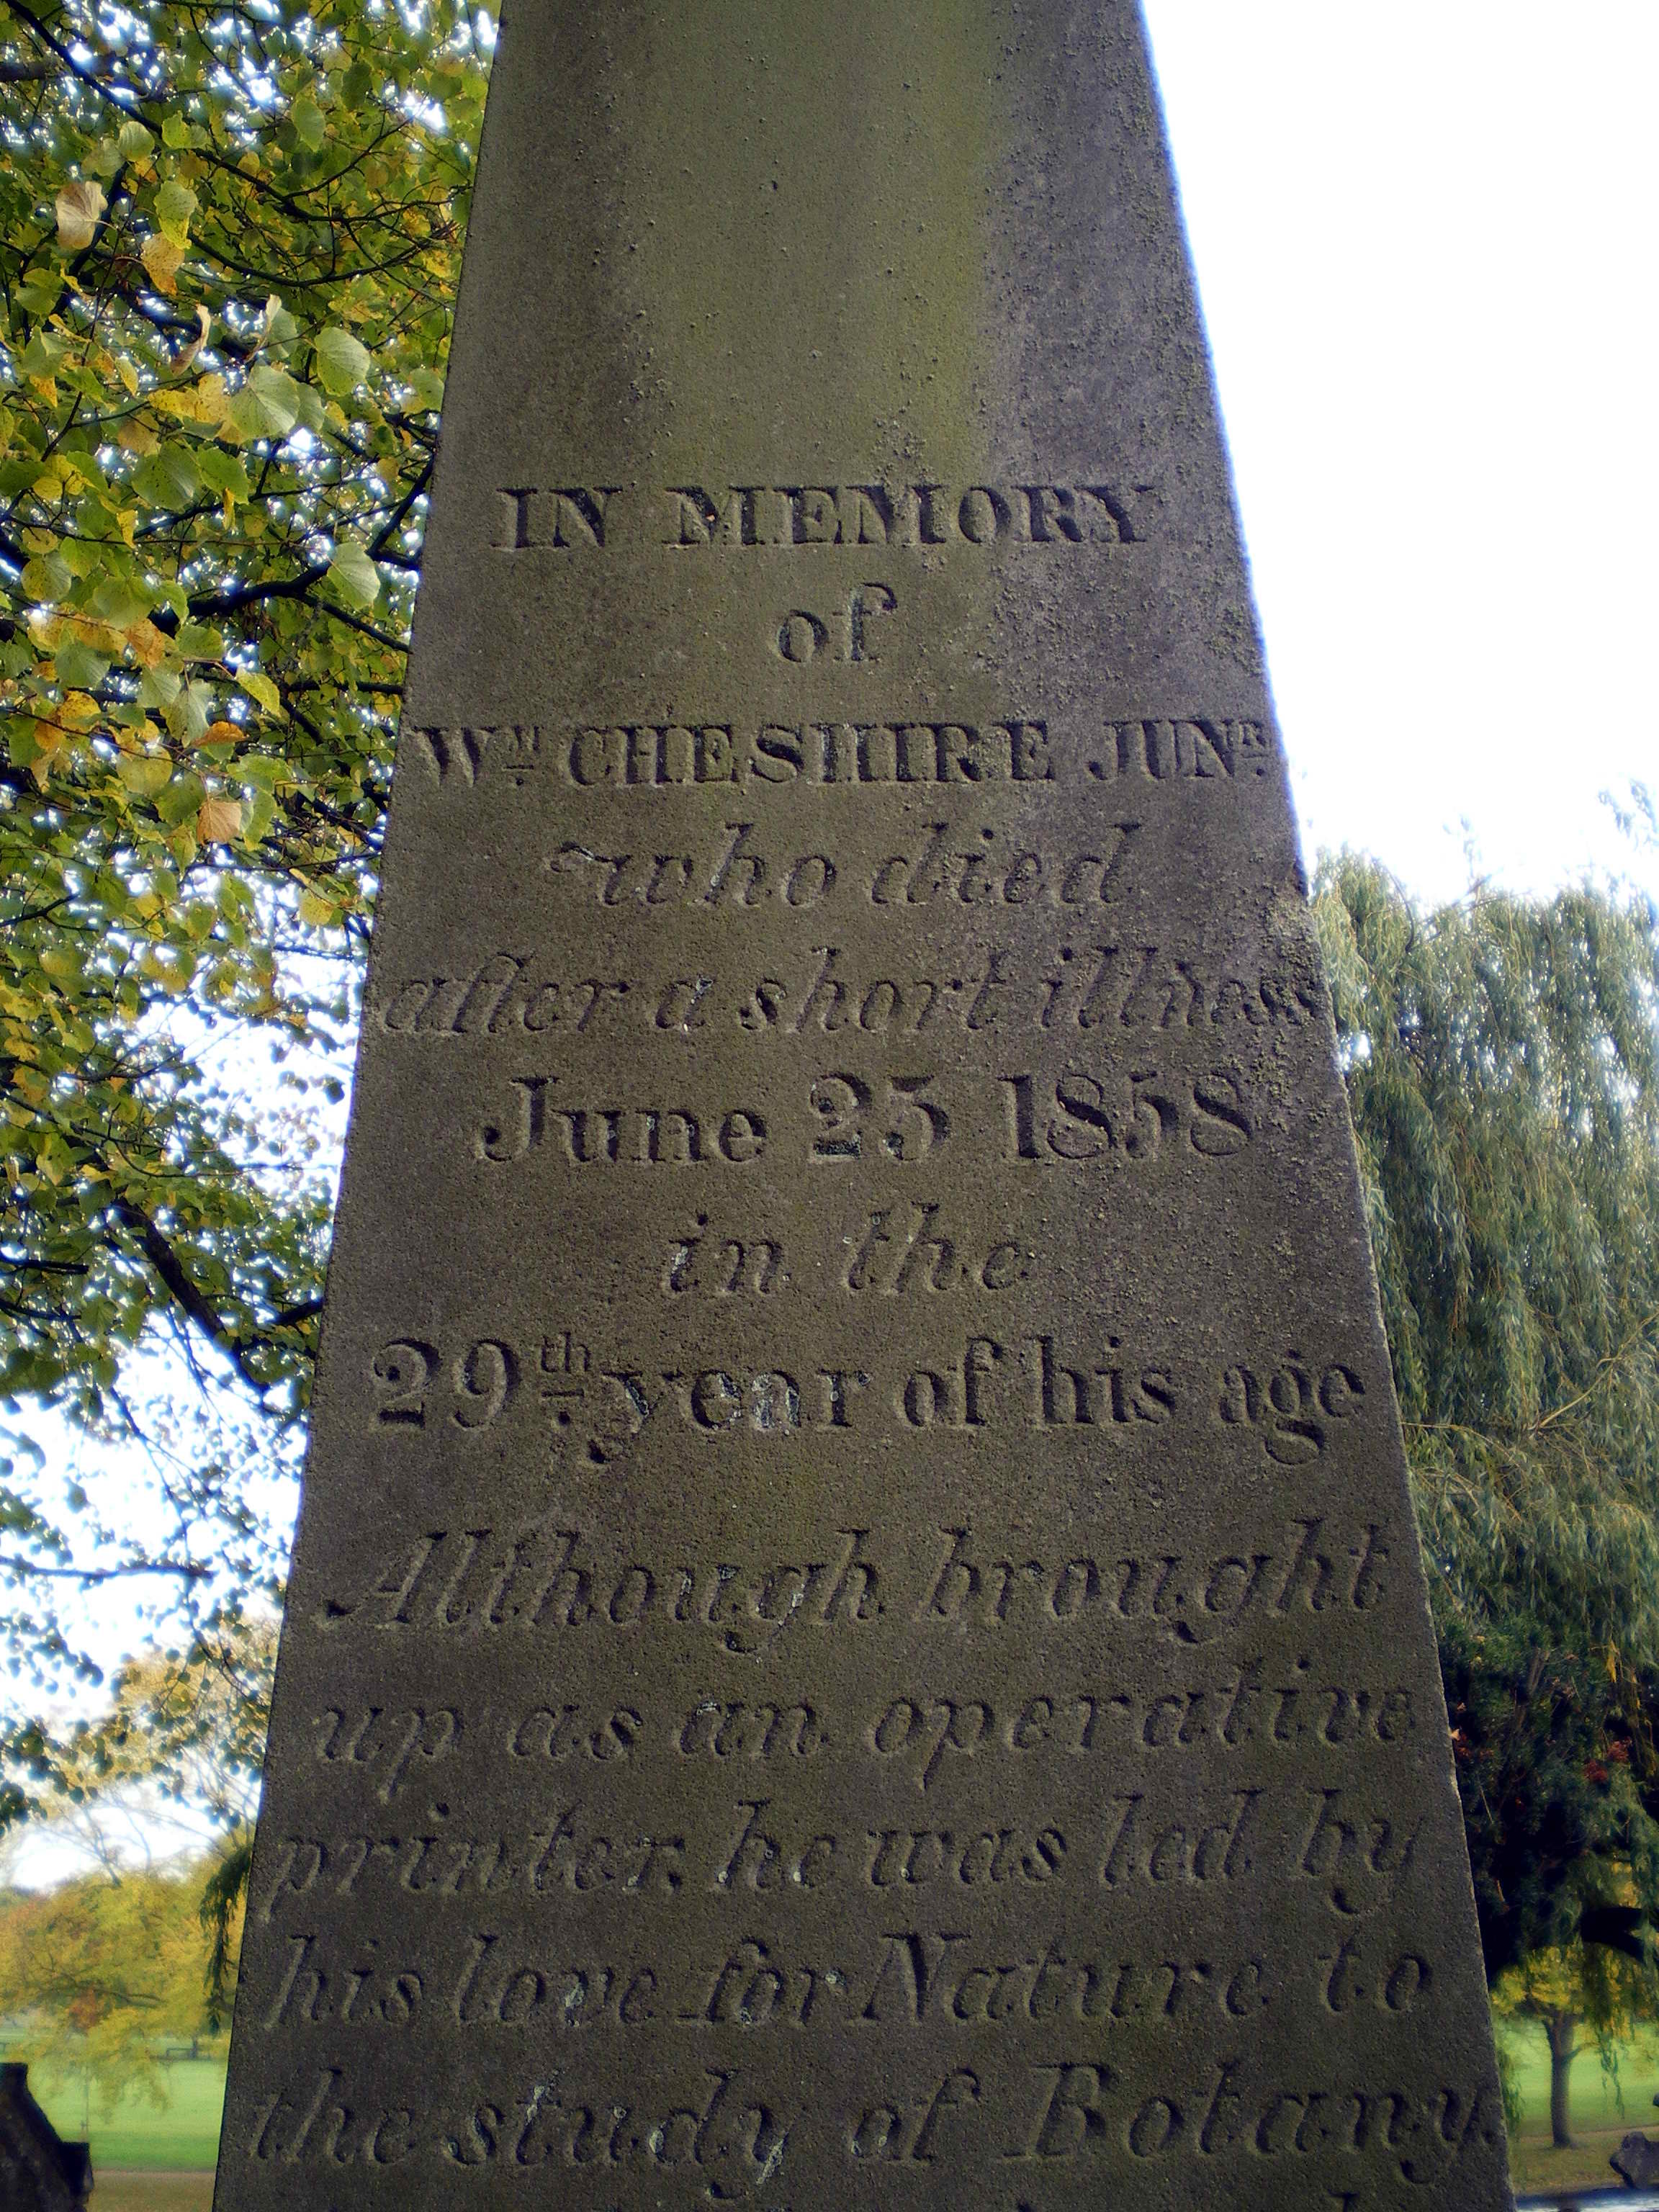 IN MEMORY
of
Wᴹ CHESHIRE JUNᴿ.
who died
after a short illness
June 25 1858
in the
29th year of his age
Although brought
up as an operative
printer, he was led by
his love for Nature to
the study of Botany.